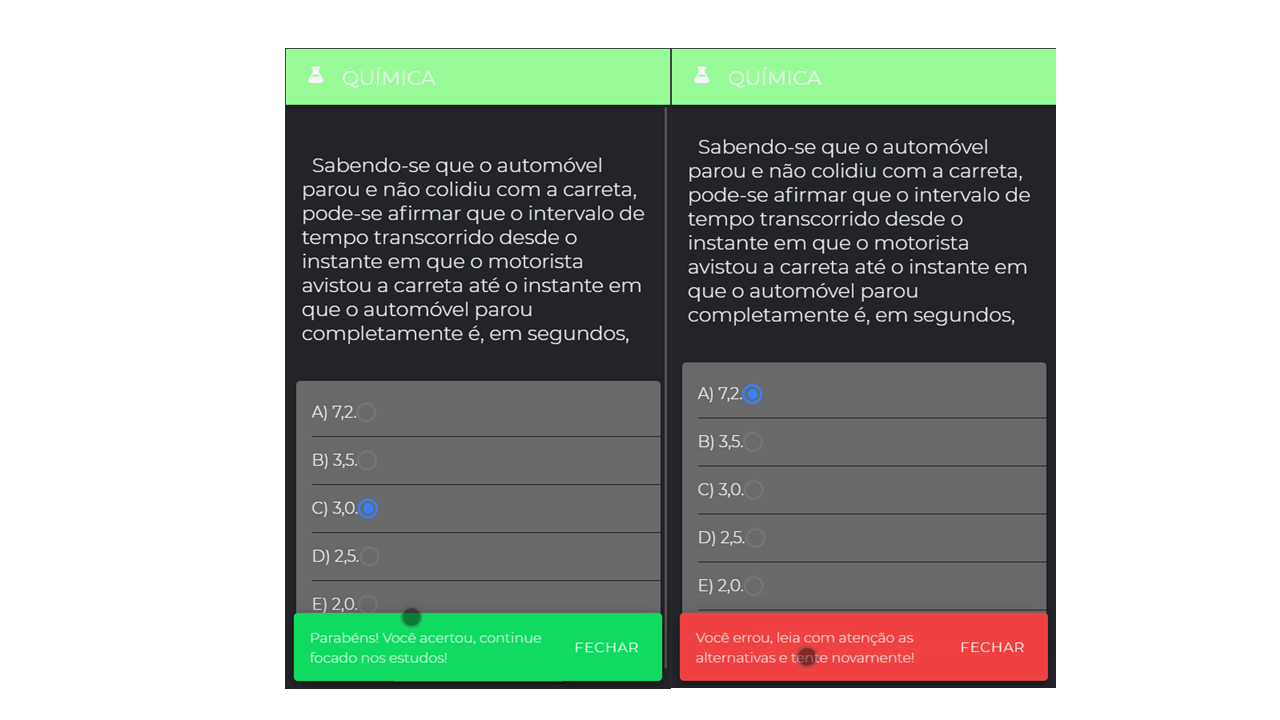 QUÍMICA
Sabendo-se que o automóvel
parou e não colidiu com a carreta,
pode-se afirmar que o intervalo de
tempo transcorrido desde o
instante em que o motorista
avistou a carreta até o instante em
que o automóvel parou
completamente é, em segundos,
A) 7,2.
B) 3,5.
C) 3,0.
D) 2,5.
E) 2,0.
Parabéns! Você acertou, continue
focado nos estudos!
FECHAR
QUÍMICA
Sabendo-se que o automóvel
parou e não colidiu com a carreta,
pode-se afirmar que o intervalo de
tempo transcorrido desde o
instante em que o motorista
avistou a carreta até o instante em
que o automóvel parou
completamente é, em segundos,
A) 7,2.
B) 3,5.
C) 3,0.
D) 2,5.
E) 2,0.
Você errou, leia com atenção as
alternativas e tente novamente!
FECHAR